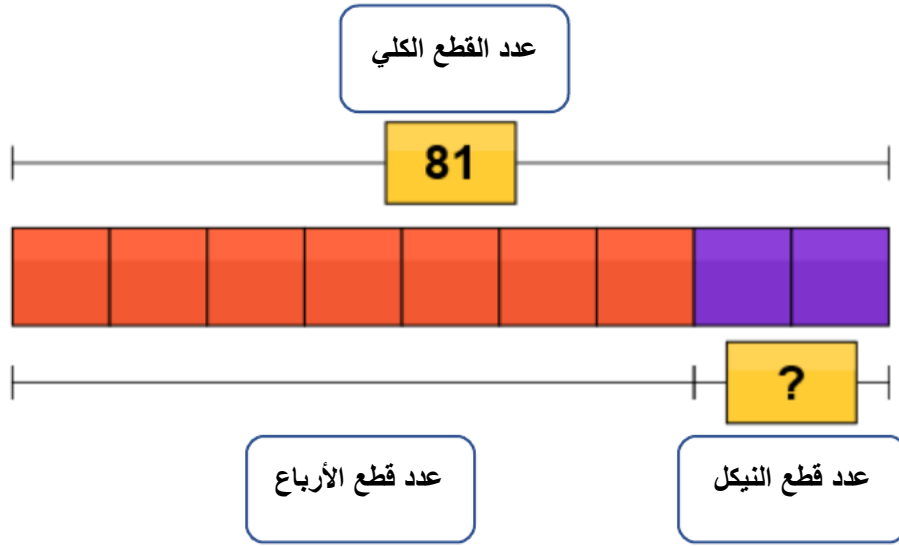 عدد القطع الكلي
81
?
عدد قطع الأرباع
عدد قطع النيكل